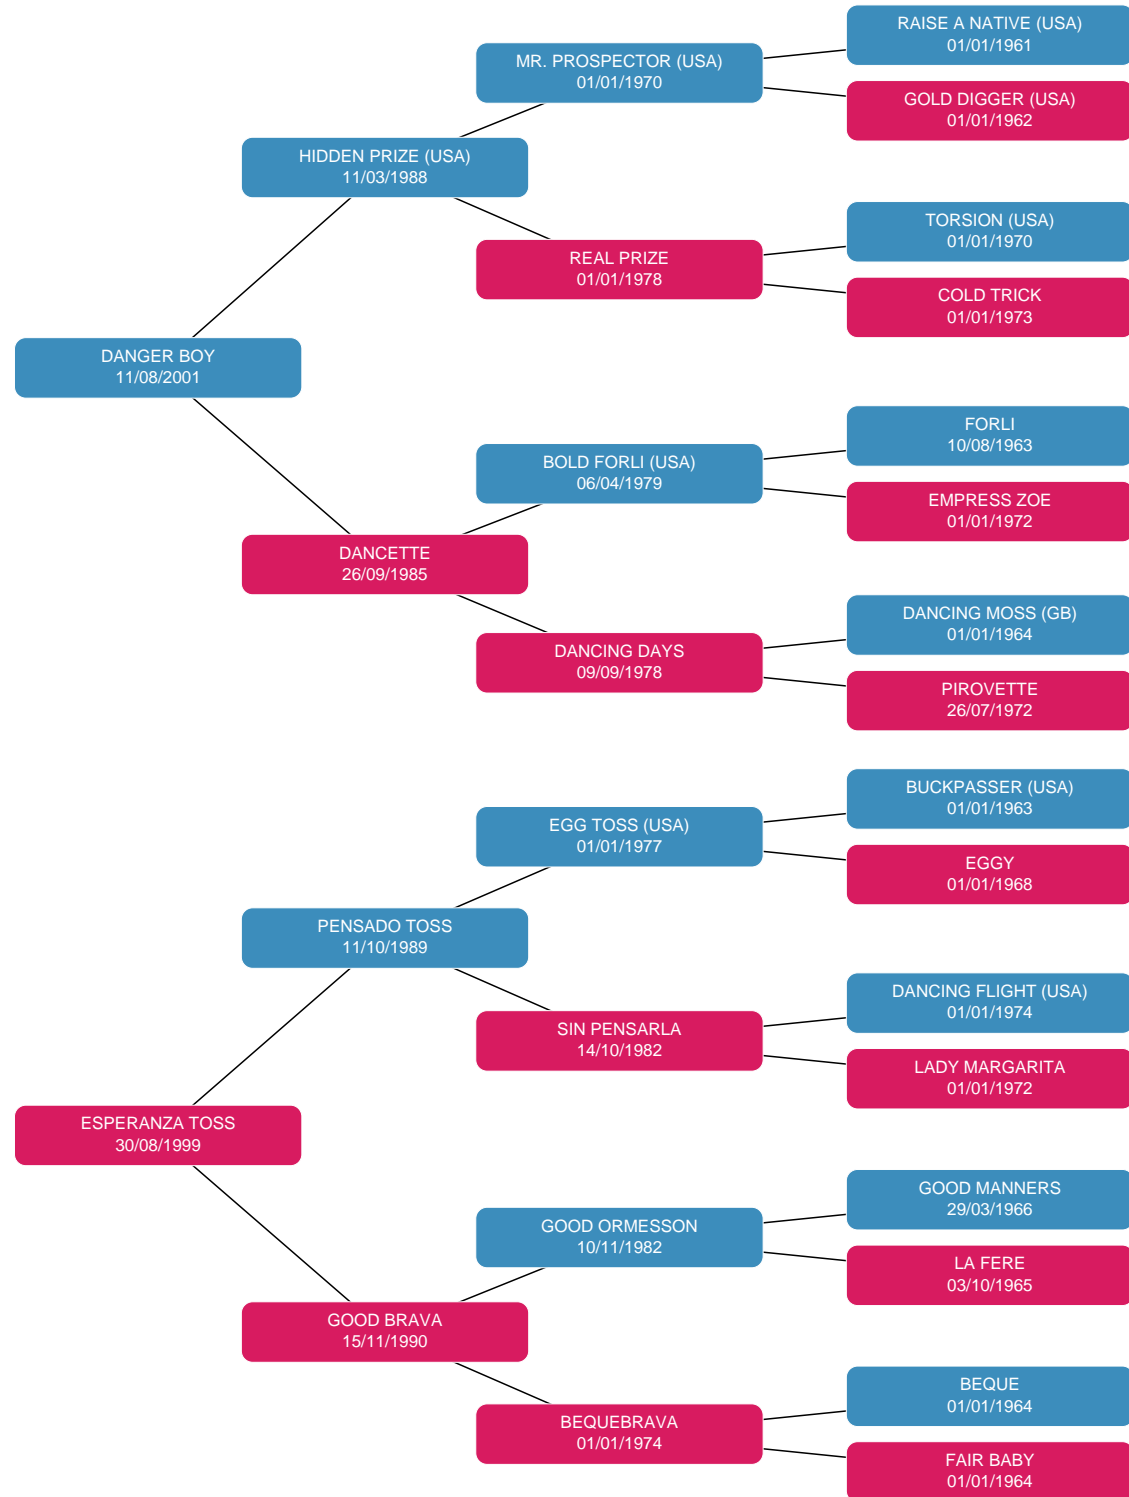 RAISE A NATIVE (USA)
01/01/1961
MR. PROSPECTOR (USA)
01/01/1970
GOLD DIGGER (USA)
01/01/1962
HIDDEN PRIZE (USA)
11/03/1988
TORSION (USA)
01/01/1970
REAL PRIZE
01/01/1978
COLD TRICK
01/01/1973
DANGER BOY
11/08/2001
FORLI
10/08/1963
BOLD FORLI (USA)
06/04/1979
EMPRESS ZOE
01/01/1972
DANCETTE
26/09/1985
DANCING MOSS (GB)
01/01/1964
DANCING DAYS
09/09/1978
PIROVETTE
26/07/1972
BUCKPASSER (USA)
01/01/1963
EGG TOSS (USA)
01/01/1977
EGGY
01/01/1968
PENSADO TOSS
11/10/1989
DANCING FLIGHT (USA)
01/01/1974
SIN PENSARLA
14/10/1982
LADY MARGARITA
01/01/1972
ESPERANZA TOSS
30/08/1999
GOOD MANNERS
29/03/1966
GOOD ORMESSON
10/11/1982
LA FERE
03/10/1965
GOOD BRAVA
15/11/1990
BEQUE
01/01/1964
BEQUEBRAVA
01/01/1974
FAIR BABY
01/01/1964